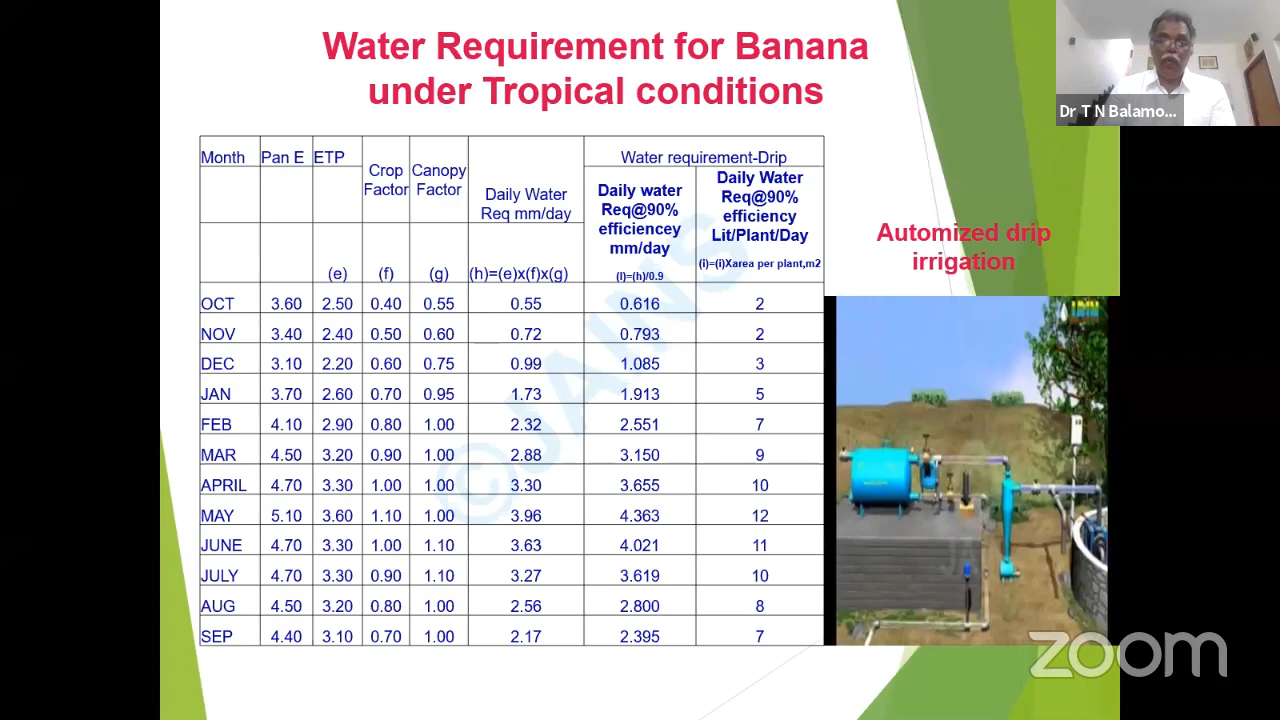 Water Requirement for Banana
under Tropical conditions
Dr T N Balamo...
Month Pan E ETP Crop Factor Canopy Factor Daily Water Req mm/day Water requirement-Drip
Daily water Req@90% efficiencey mm/day
Daily Water Req@90% efficiency Lit/Plant/Day
(e) (f) (g) (h)=(e)x(f)x(g) (I)=(h)/0.9 (i)=(i)Xarea per plant,m2
OCT 3.60 2.50 0.40 0.55 0.55 0.616 2
NOV 3.40 2.40 0.50 0.60 0.72 0.793 2
DEC 3.10 2.20 0.60 0.75 0.99 1.085 3
JAN 3.70 2.60 0.70 0.95 1.73 1.913 5
FEB 4.10 2.90 0.80 1.00 2.32 2.551 7
MAR 4.50 3.20 0.90 1.00 2.88 3.150 9
APRIL 4.70 3.30 1.00 1.00 3.30 3.655 10
MAY 5.10 3.60 1.10 1.00 3.96 4.363 12
JUNE 4.70 3.30 1.00 1.10 3.63 4.021 11
JULY 4.70 3.30 0.90 1.10 3.27 3.619 10
AUG 4.50 3.20 0.80 1.00 2.56 2.800 8
SEP 4.40 3.10 0.70 1.00 2.17 2.395 7
©JAINS
Automized drip
irrigation
zoom